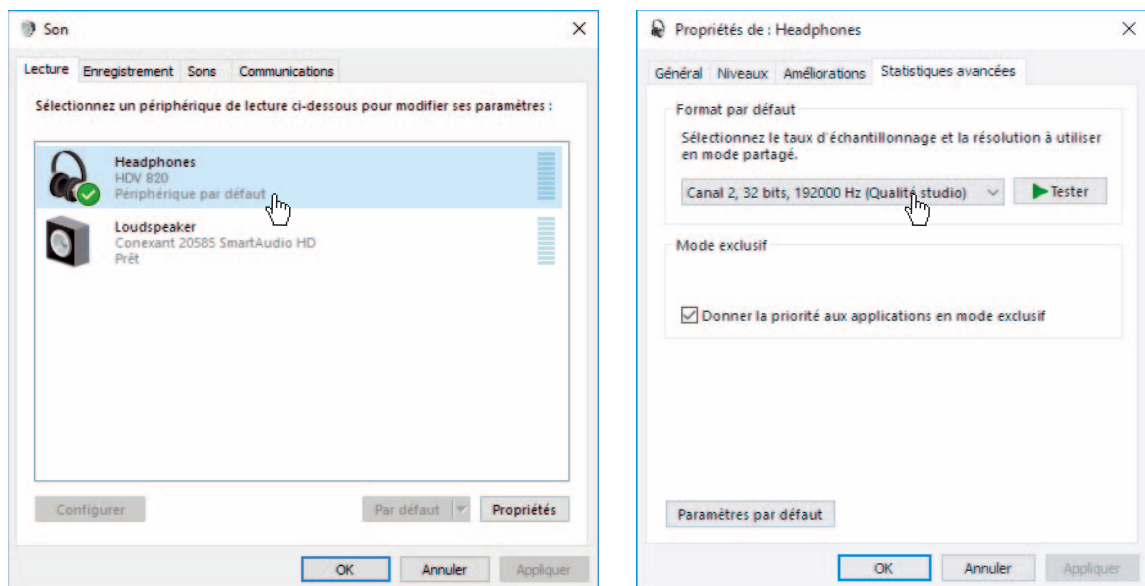 Son
Lecture Enregistrement Sons Communications
Sélectionnez un périphérique de lecture ci-dessous pour modifier ses paramètres :
Headphones
HDV 820
Périphérique par défaut
Loudspeaker
Conexant 20585 SmartAudio HD
Prêt
Configurer Par défaut Propriétés
OK Annuler Appliquer
Propriétés de : Headphones
Général Niveaux Améliorations Statistiques avancées
Format par défaut
Sélectionnez le taux d'échantillonnage et la résolution à utiliser
en mode partagé.
Canal 2, 32 bits, 192000 Hz (Qualité studio) Tester
Mode exclusif
Donner la priorité aux applications en mode exclusif
Paramètres par défaut
OK Annuler Appliquer